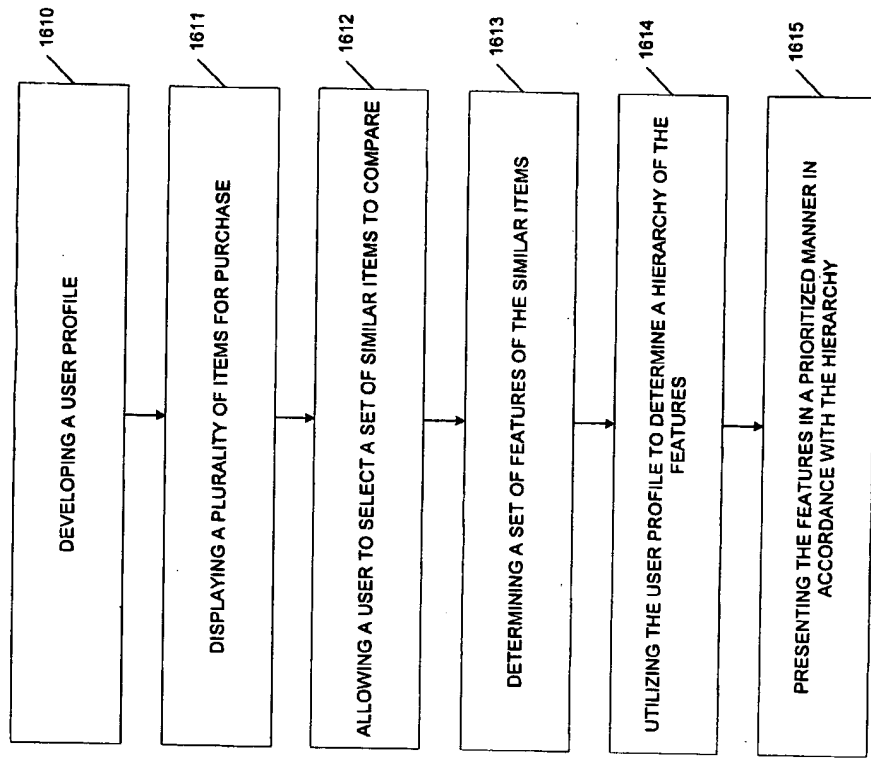 1610
DEVELOPING A USER PROFILE
1611
DISPLAYING A PLURALITY OF ITEMS FOR PURCHASE
1612
ALLOWING A USER TO SELECT A SET OF SIMILAR ITEMS TO COMPARE
1613
DETERMINING A SET OF FEATURES OF THE SIMILAR ITEMS
1614
UTILIZING THE USER PROFILE TO DETERMINE A HIERARCHY OF THE
FEATURES
1615
PRESENTING THE FEATURES IN A PRIORITIZED MANNER IN
ACCORDANCE WITH THE HIERARCHY